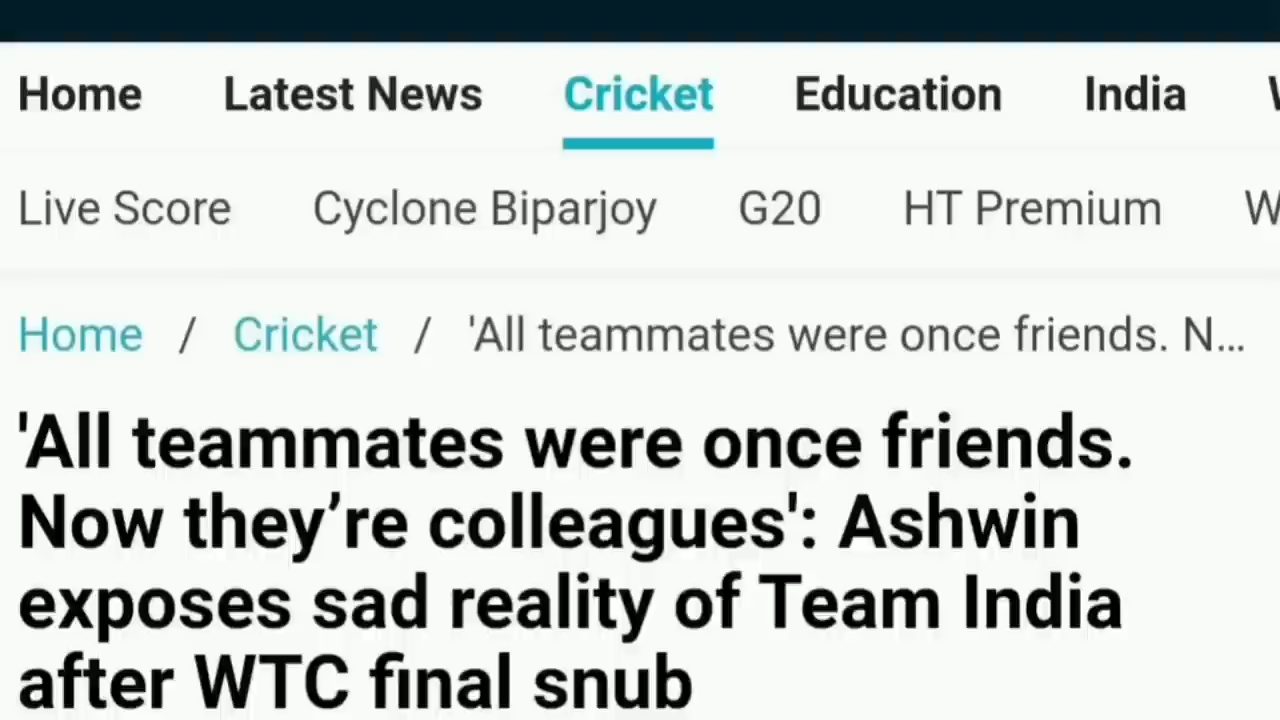 Home Latest News Cricket Education India
Live Score Cyclone Biparjoy G20 HT Premium
Home / Cricket / 'All teammates were once friends. N...
'All teammates were once friends.
Now they’re colleagues': Ashwin
exposes sad reality of Team India
after WTC final snub